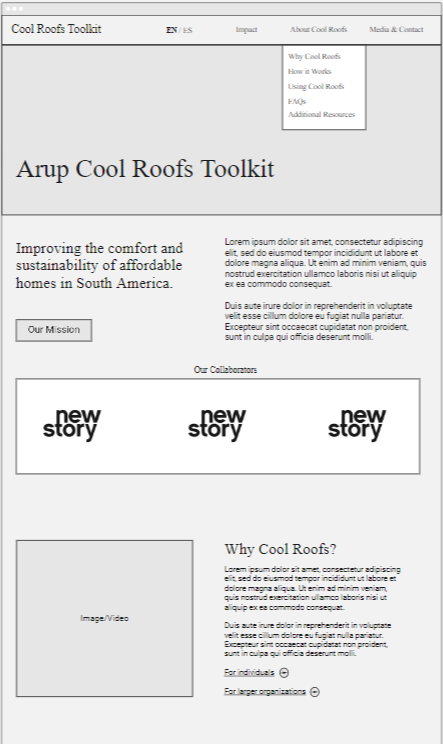 Cool Roofs Toolkit
EN / ES
Impact
About Cool Roofs
Media & Contact
Why Cool Roofs
How it Works
Using Cool Roofs
FAQs
Additional Resources
Arup Cool Roofs Toolkit
Improving the comfort and
sustainability of affordable
homes in South America.
Our Mission
Lorem ipsum dolor sit amet, consectetur adipiscing
elit, sed do eiusmod tempor incididunt ut labore et
dolore magna aliqua. Ut enim ad minim veniam, quis
nostrud exercitation ullamco laboris nisi ut aliquip
ex ea commodo consequat.
Duis aute irure dolor in reprehenderit in voluptate
velit esse cillum dolore eu fugiat nulla pariatur.
Excepteur sint occaecat cupidatat non proident,
sunt in culpa qui officia deserunt mollit.
Our Collaborators
new
story
new
story
new
story
Image/Video
Why Cool Roofs?
Lorem ipsum dolor sit amet, consectetur adipiscing
elit, sed do eiusmod tempor incididunt ut labore et
dolore magna aliqua. Ut enim ad minim veniam,
quis nostrud exercitation ullamco laboris nisi ut
aliquip ex ea commodo consequat.
Duis aute irure dolor in reprehenderit in voluptate
velit esse cillum dolore eu fugiat nulla pariatur.
Excepteur sint occaecat cupidatat non proident,
sunt in culpa qui officia deserunt mollit.
For individuals
For larger organizations